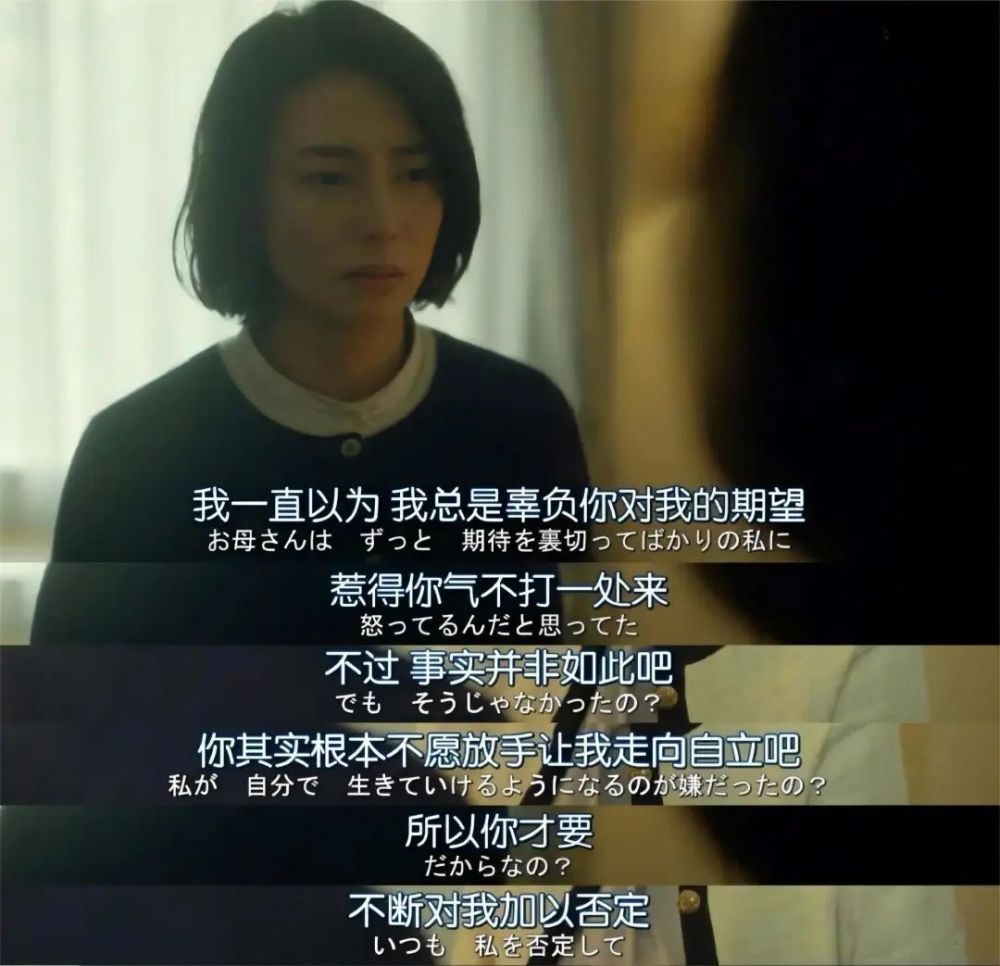 我一直以为 我总是辜负你对我的期望
お母さんは ずっと 期待を裏切ってばかりの私に
惹得你气不打一处来
怒ってるんだと思ってた
不过 事实并非如此吧
でも そうじゃなかったの？
你其实根本不愿放手让我走向自立吧
私が 自分で 生きていけるようになるのが嫌だったの？
所以你才要
だからなの？
不断对我加以否定
いつも 私を否定して